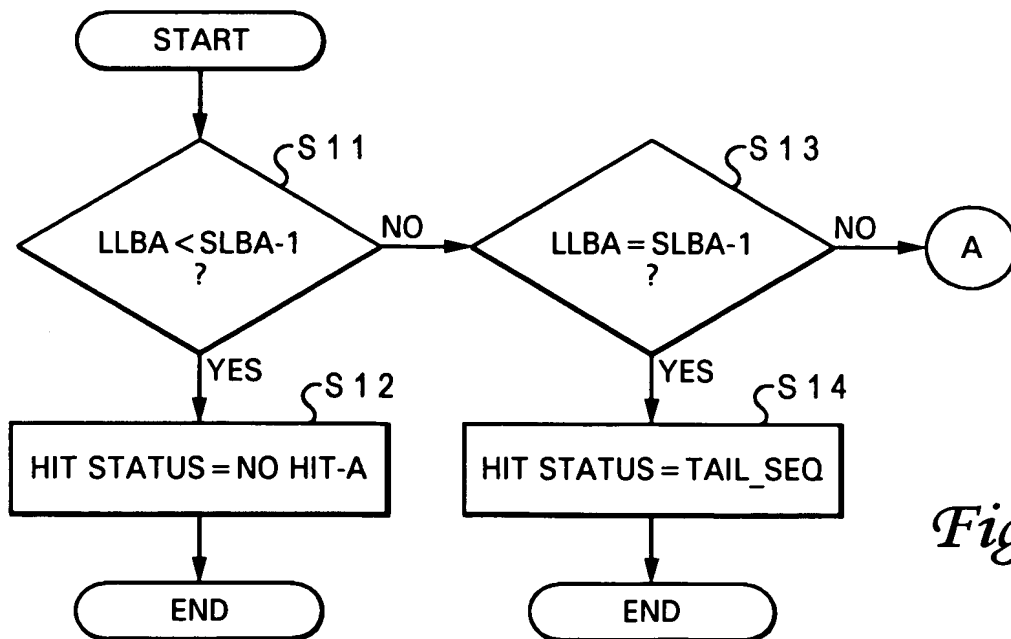 START
S11
LLBA<SLBA-1
?
NO
S13
LLBA=SLBA-1
?
NO
A
YES
S12
HIT STATUS=NO HIT-A
END
YES
S14
HIT STATUS=TAIL_SEQ
END
Fig